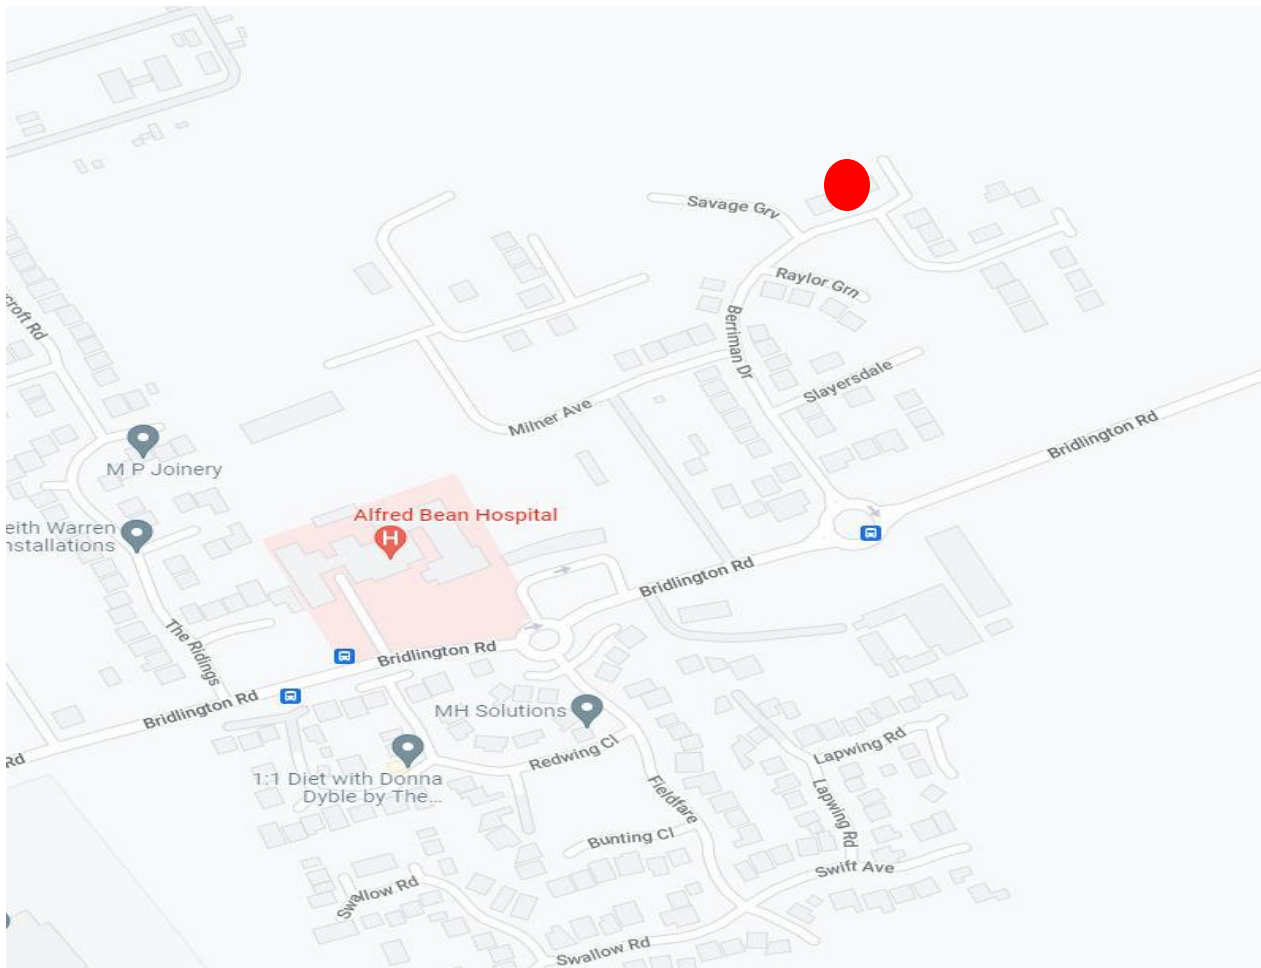 Savage Grv
Raylor Grn
Berriman Dr
Slayersdale
Milner Ave
Bridlington Rd
croft Rd
M P Joinery
Alfred Bean Hospital
H
eith Warren
nstallations
Bridlington Rd
The Ridings
Bridlington Rd
Bridlington Rd
Rd
MH Solutions
Redwing Cl
Lapwing Rd
1:1 Diet with Donna
Dyble by The...
Fieldfare
Lapwing Rd
Bunting Cl
Swift Ave
Swallow Rd
Swallow Rd